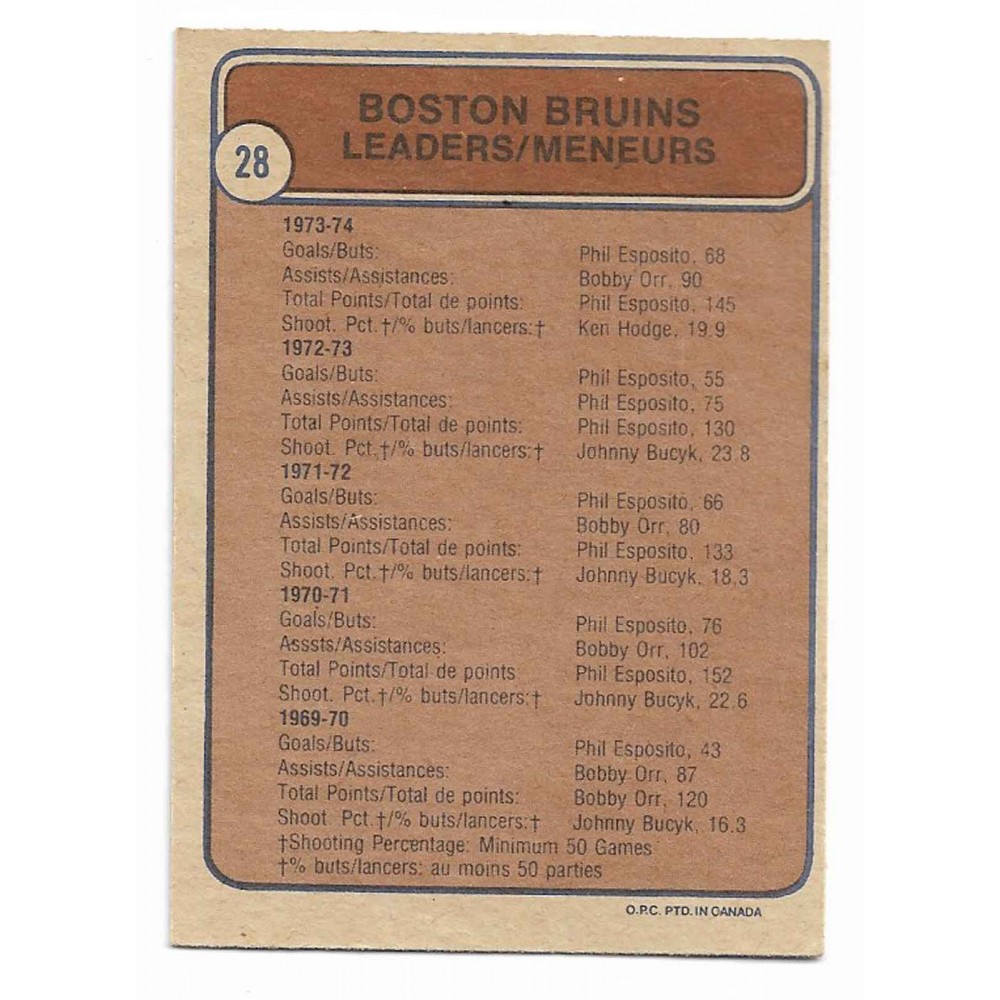 BOSTON BRUINS
LEADERS/MENEURS
28
1973-74
Goals/Buts: Phil Esposito, 68
Assists/Assistances: Bobby Orr, 90
Total Points/Total de points: Phil Esposito, 145
Shoot. Pct.†/% buts/lancers:† Ken Hodge, 19.9
1972-73
Goals/Buts: Phil Esposito, 55
Assists/Assistances: Phil Esposito, 75
Total Points/Total de points: Phil Esposito, 130
Shoot. Pct.†/% buts/lancers:† Johnny Bucyk, 23.8
1971-72
Goals/Buts: Phil Esposito, 66
Assists/Assistances: Bobby Orr, 80
Total Points/Total de points: Phil Esposito, 133
Shoot. Pct.†/% buts/lancers:† Johnny Bucyk, 18.3
1970-71
Goals/Buts: Phil Esposito, 76
Asssts/Assistances: Bobby Orr, 102
Total Points/Total de points Phil Esposito, 152
Shoot. Pct.†/% buts/lancers:† Johnny Bucyk, 22.6
1969-70
Goals/Buts: Phil Esposito, 43
Assists/Assistances: Bobby Orr, 87
Total Points/Total de points: Bobby Orr, 120
Shoot. Pct.†/% buts/lancers:† Johnny Bucyk, 16.3
†Shooting Percentage: Minimum 50 Games
†% buts/lancers: au moins 50 parties
O.P.C. PTD. IN CANADA